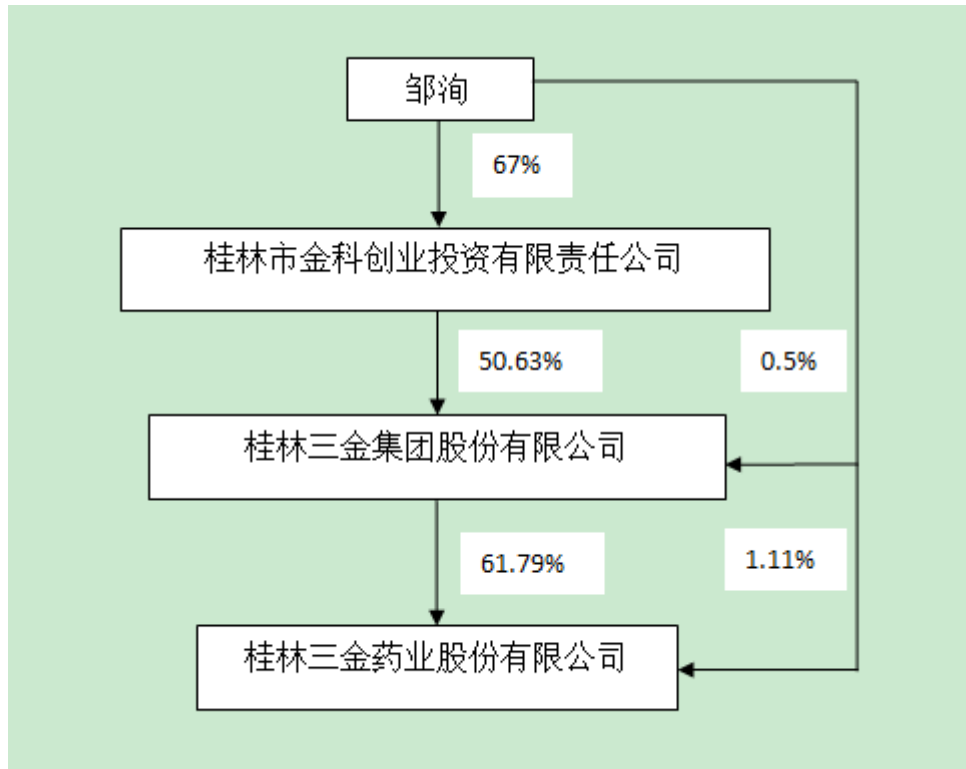 邹洵
67%
桂林市金科创业投资有限责任公司
50.63%
0.5%
桂林三金集团股份有限公司
61.79%
1.11%
桂林三金药业股份有限公司